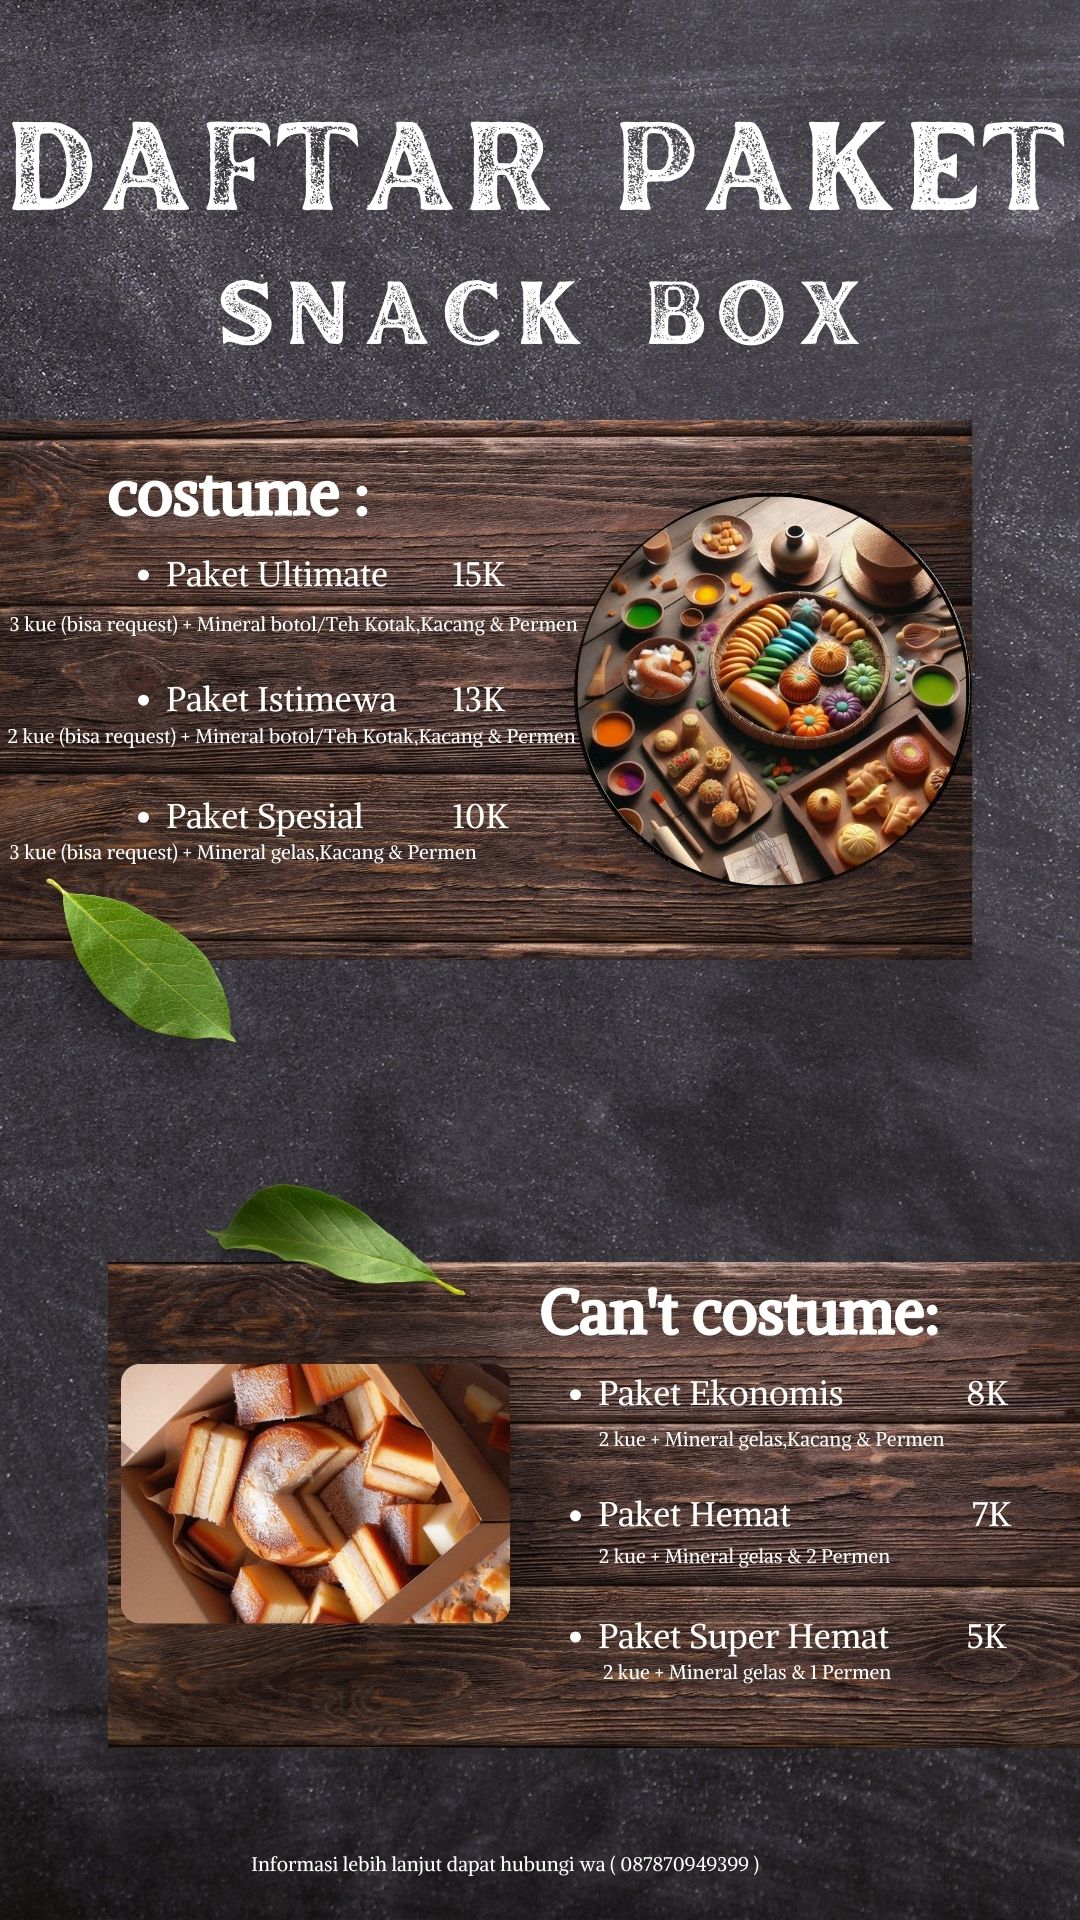 DAFTAR PAKET
SNACK BOX
costume :
• Paket Ultimate 15K
3 kue (bisa request) + Mineral botol/Teh Kotak,Kacang & Permen
• Paket Istimewa 13K
2 kue (bisa request) + Mineral botol/Teh Kotak,Kacang & Permen
• Paket Spesial 10K
3 kue (bisa request) + Mineral gelas,Kacang & Permen
Can't costume:
• Paket Ekonomis 8K
2 kue + Mineral gelas,Kacang & Permen
• Paket Hemat 7K
2 kue + Mineral gelas & 2 Permen
• Paket Super Hemat 5K
2 kue + Mineral gelas & 1 Permen
Informasi lebih lanjut dapat hubungi wa ( 087870949399 )